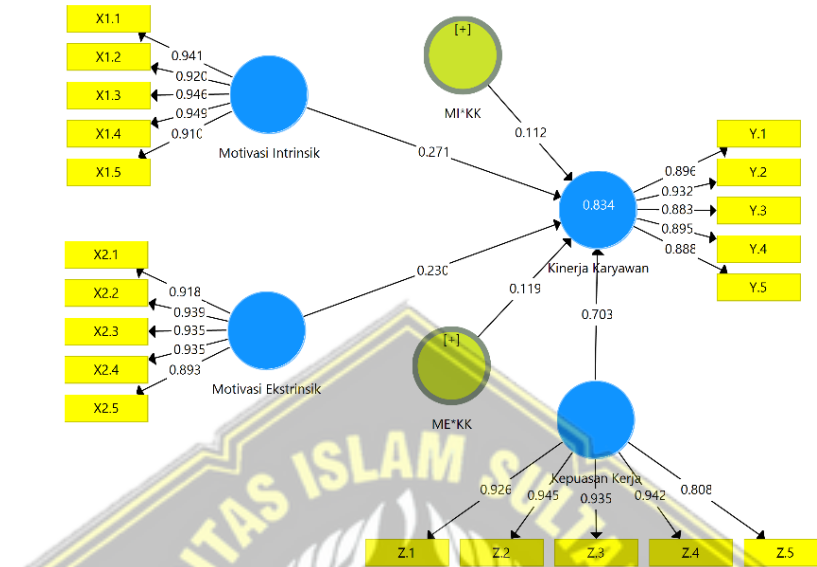 X1.1
X1.2
X1.3
X1.4
X1.5
0.941
0.920
0.946
0.949
0.910
Motivasi Intrinsik
[+]
MI*KK
0.112
0.271
Y.1
Y.2
Y.3
Y.4
Y.5
0.896
0.932
0.883
0.895
0.888
0.834
Kinerja Karyawan
X2.1
X2.2
X2.3
X2.4
X2.5
0.918
0.939
0.935
0.935
0.893
Motivasi Ekstrinsik
0.230
0.119
[+]
ME*KK
0.703
Kepuasan Kerja
0.926
0.945
0.935
0.942
0.808
Z.1
Z.2
Z.3
Z.4
Z.5
ITAS ISLAM SULTA